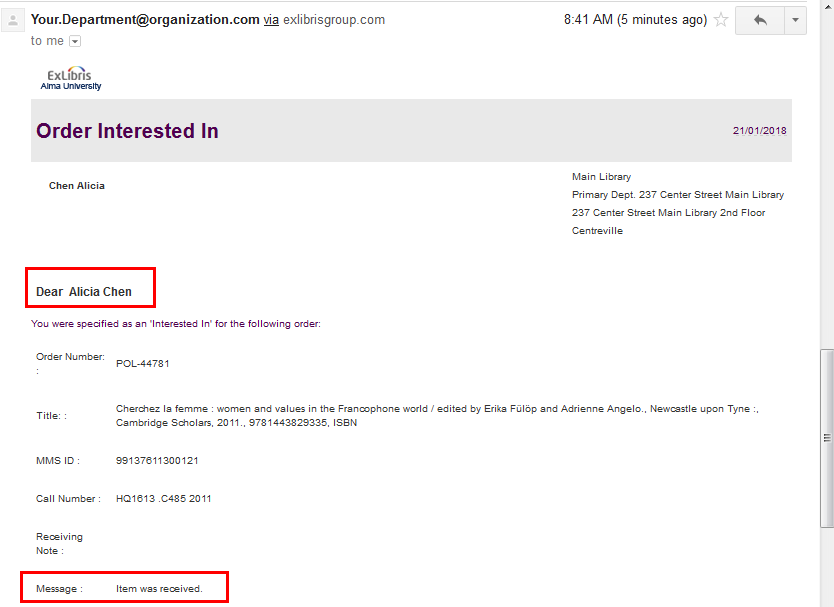 Your.Department@organization.com via exlibrisgroup.com
8:41 AM (5 minutes ago)
to me
ExLibris
Alma University
Order Interested In
21/01/2018
Chen Alicia
Main Library
Primary Dept. 237 Center Street Main Library
237 Center Street Main Library 2nd Floor
Centreville
Dear Alicia Chen
You were specified as an 'Interested In' for the following order:
Order Number:
:
POL-44781
Title: :
Cherchez la femme : women and values in the Francophone world / edited by Erika Fülöp and Adrienne Angelo., Newcastle upon Tyne :,
Cambridge Scholars, 2011., 9781443829335, ISBN
MMS ID :
99137611300121
Call Number :
HQ1613 .C485 2011
Receiving
Note :
Message :
Item was received.